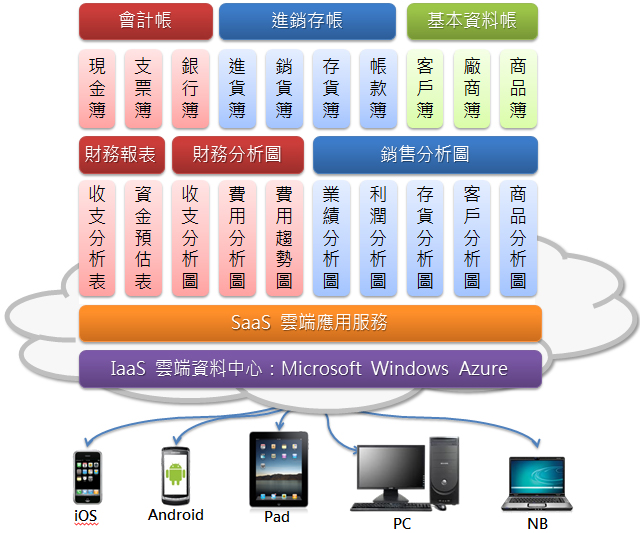 會計帳
進銷存帳
基本資料帳
現金簿
支票簿
銀行簿
進貨簿
銷貨簿
存貨簿
帳款簿
客戶簿
廠商簿
商品簿
財務報表
財務分析圖
銷售分析圖
收支分析表
資金預估表
收支分析圖
費用分析圖
費用趨勢圖
業績分析圖
利潤分析圖
存貨分析圖
客戶分析圖
商品分析圖
SaaS 雲端應用服務
IaaS 雲端資料中心：Microsoft Windows Azure
iOS
Android
Pad
PC
NB